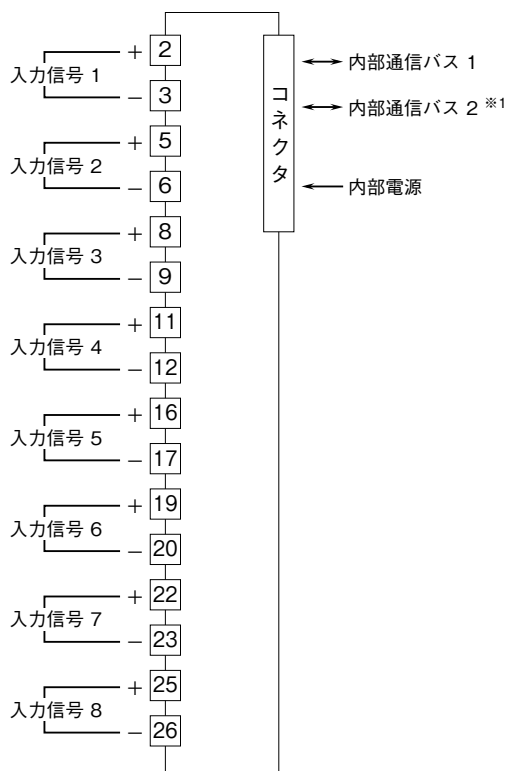 + 2
入力信号 1
− 3
+ 5
入力信号 2
− 6
+ 8
入力信号 3
− 9
+ 11
入力信号 4
− 12
+ 16
入力信号 5
− 17
+ 19
入力信号 6
− 20
+ 22
入力信号 7
− 23
+ 25
入力信号 8
− 26
コネクタ
内部通信バス 1
内部通信バス 2 ※1
内部電源